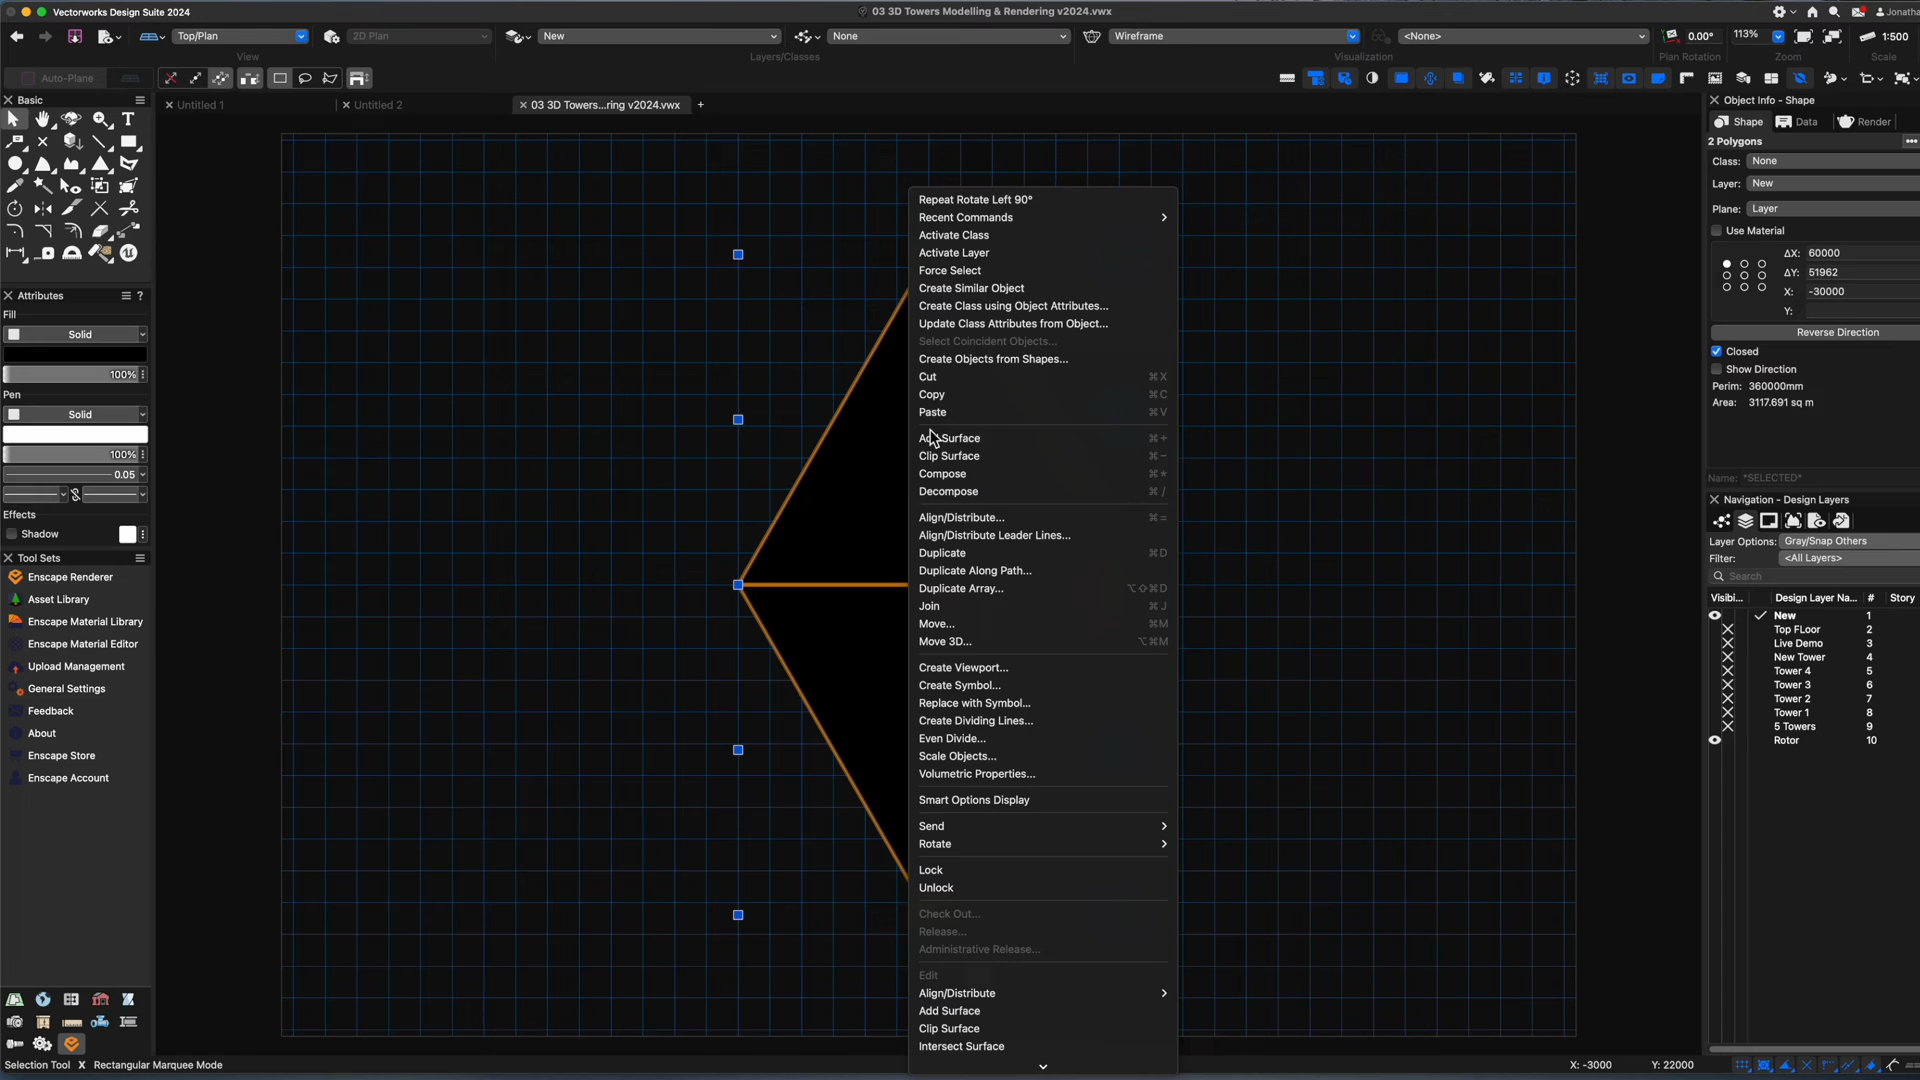 Vectorworks Design Suite 2024
03 3D Towers Modelling & Rendering v2024.vwx
Jonatha
Top/Plan
2D Plan
New
None
Wireframe
<None>
0.00°
113%
1:500
View
Layers/Classes
Visualization
Plan Rotation
Zoom
Scale
Auto-Plane
Basic
Untitled 1
Untitled 2
03 3D Towers...ring v2024.vwx
+
Attributes
?
Fill
Solid
100%
Pen
Solid
100%
0.05
Effects
Shadow
Tool Sets
Enscape Renderer
Asset Library
Enscape Material Library
Enscape Material Editor
Upload Management
General Settings
Feedback
About
Enscape Store
Enscape Account
Selection Tool X Rectangular Marquee Mode
Repeat Rotate Left 90°
Recent Commands
Activate Class
Activate Layer
Force Select
Create Similar Object
Create Class using Object Attributes...
Update Class Attributes from Object...
Select Coincident Objects...
Create Objects from Shapes...
Cut ⌘X
Copy ⌘C
Paste ⌘V
Add Surface ⌘+
Clip Surface ⌘−
Compose ⌘*
Decompose ⌘/
Align/Distribute... ⌘=
Align/Distribute Leader Lines...
Duplicate ⌘D
Duplicate Along Path...
Duplicate Array... ⌥⇧⌘D
Join ⌘J
Move... ⌘M
Move 3D... ⌥⌘M
Create Viewport...
Create Symbol...
Replace with Symbol...
Create Dividing Lines...
Even Divide...
Scale Objects...
Volumetric Properties...
Smart Options Display
Send
Rotate
Lock
Unlock
Check Out...
Release...
Administrative Release...
Edit
Align/Distribute
Add Surface
Clip Surface
Intersect Surface
Object Info - Shape
Shape
Data
Render
2 Polygons
Class: None
Layer: New
Plane: Layer
Use Material
ΔX: 60000
ΔY: 51962
X: -30000
Y:
Reverse Direction
Closed
Show Direction
Perim: 360000mm
Area: 3117.691 sq m
Name: *SELECTED*
Navigation - Design Layers
Layer Options: Gray/Snap Others
Filter: <All Layers>
Search
Visibi... Design Layer Na... # Story
New 1
Top FLoor 2
Live Demo 3
New Tower 4
Tower 4 5
Tower 3 6
Tower 2 7
Tower 1 8
5 Towers 9
Rotor 10
X: -3000 Y: 22000